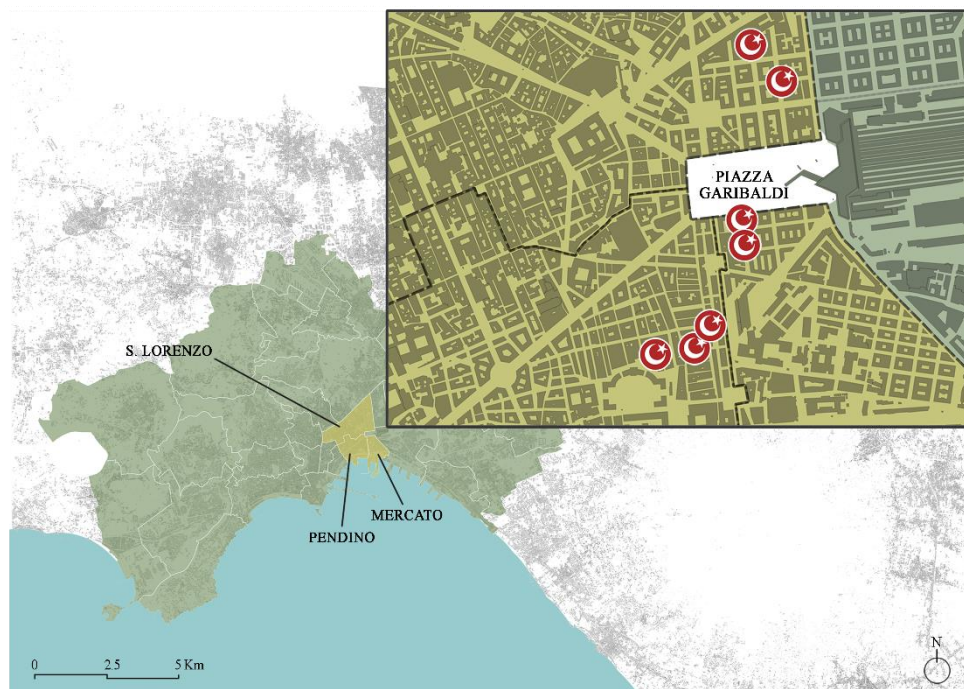 PIAZZA
GARIBALDI
S. LORENZO
MERCATO
PENDINO
0 2.5 5 Km
N